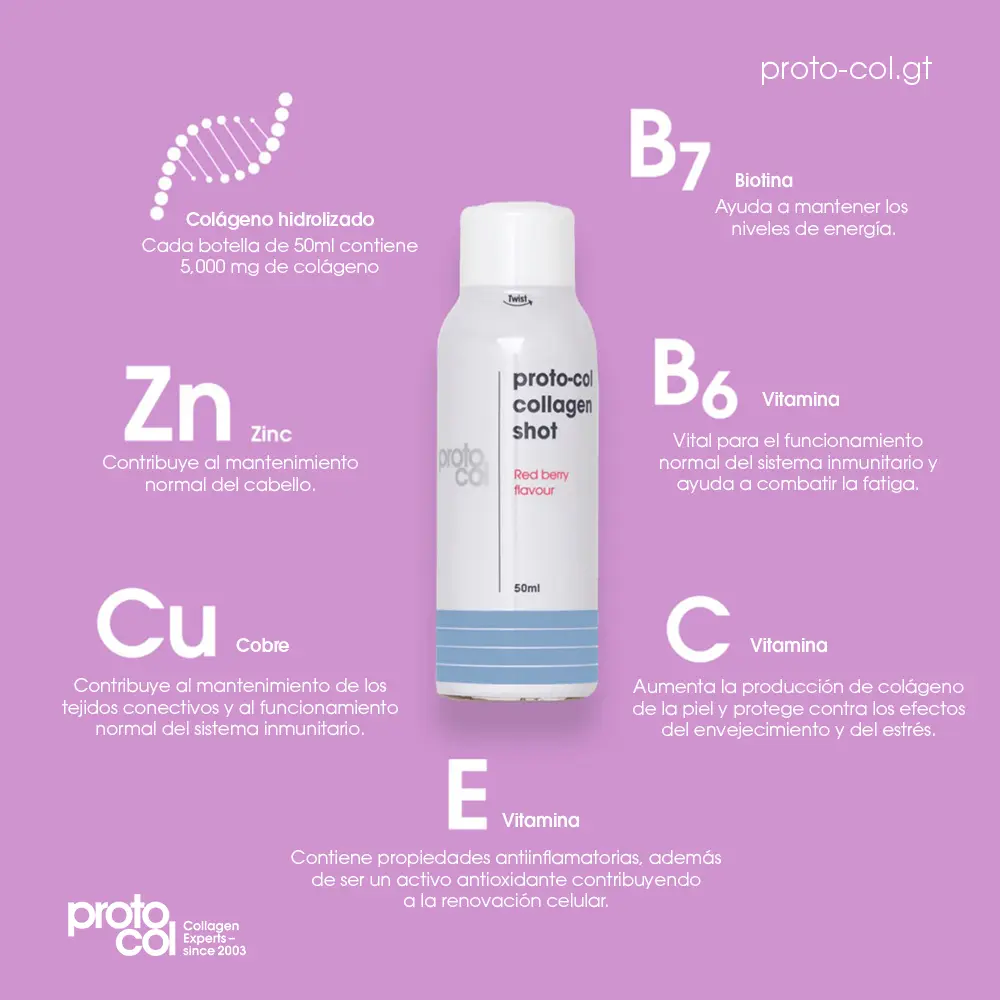 proto-col.gt
Colágeno hidrolizado
Cada botella de 50ml contiene
5,000 mg de colágeno
B7
Biotina
Ayuda a mantener los
niveles de energía.
Zn
Zinc
Contribuye al mantenimiento
normal del cabello.
B6
Vitamina
Vital para el funcionamiento
normal del sistema inmunitario y
ayuda a combatir la fatiga.
Twist
proto-col
collagen
shot
proto
col
Red berry
flavour
50ml
Cu
Cobre
Contribuye al mantenimiento de los
tejidos conectivos y al funcionamiento
normal del sistema inmunitario.
C
Vitamina
Aumenta la producción de colágeno
de la piel y protege contra los efectos
del envejecimiento y del estrés.
E
Vitamina
Contiene propiedades antiinflamatorias, además
de ser un activo antioxidante contribuyendo
a la renovación celular.
proto
col
Collagen
Experts–
since 2003